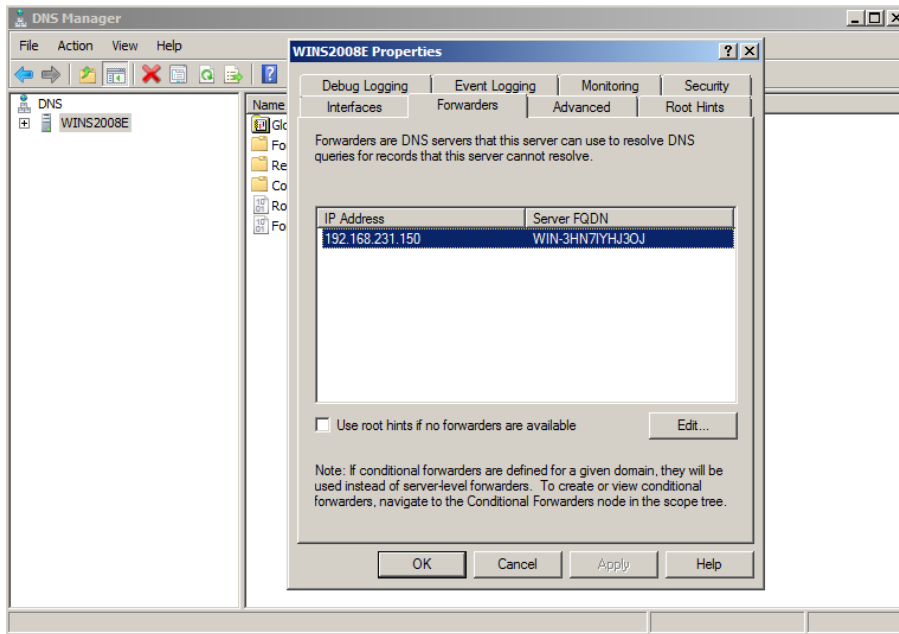 DNS Manager
File Action View Help
DNS
WINS2008E
Name
Glo
Fo
Re
Co
Ro
Fo
WINS2008E Properties
Debug Logging Event Logging Monitoring Security
Interfaces Forwarders Advanced Root Hints
Forwarders are DNS servers that this server can use to resolve DNS
queries for records that this server cannot resolve.
IP Address Server FQDN
192.168.231.150 WIN-3HN7IYHJ3OJ
Use root hints if no forwarders are available Edit...
Note: If conditional forwarders are defined for a given domain, they will be
used instead of server-level forwarders. To create or view conditional
forwarders, navigate to the Conditional Forwarders node in the scope tree.
OK Cancel Apply Help